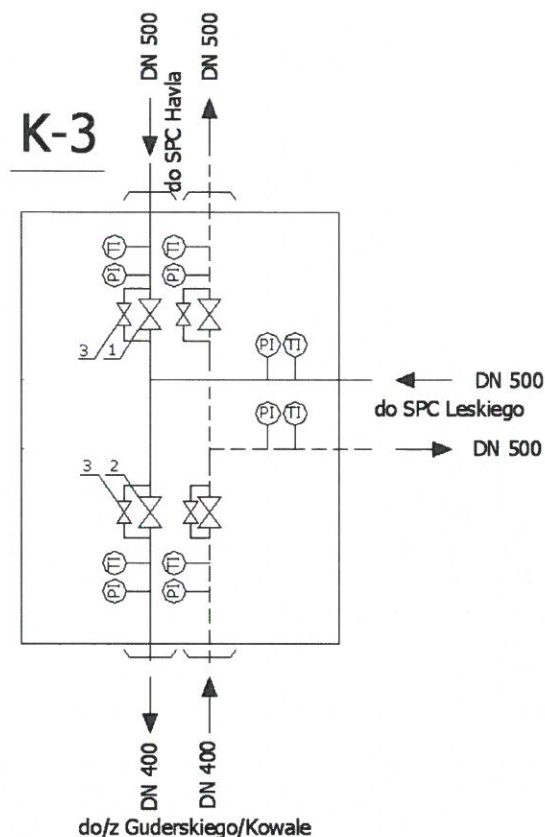 DN 500
DN 500
do SPC Havla
K-3
TI
TI
PI
PI
3
1
PI
TI
DN 500
do SPC Leskiego
PI
TI
DN 500
3
2
TI
TI
PI
PI
DN 400
DN 400
do/z Guderskiego/Kowale